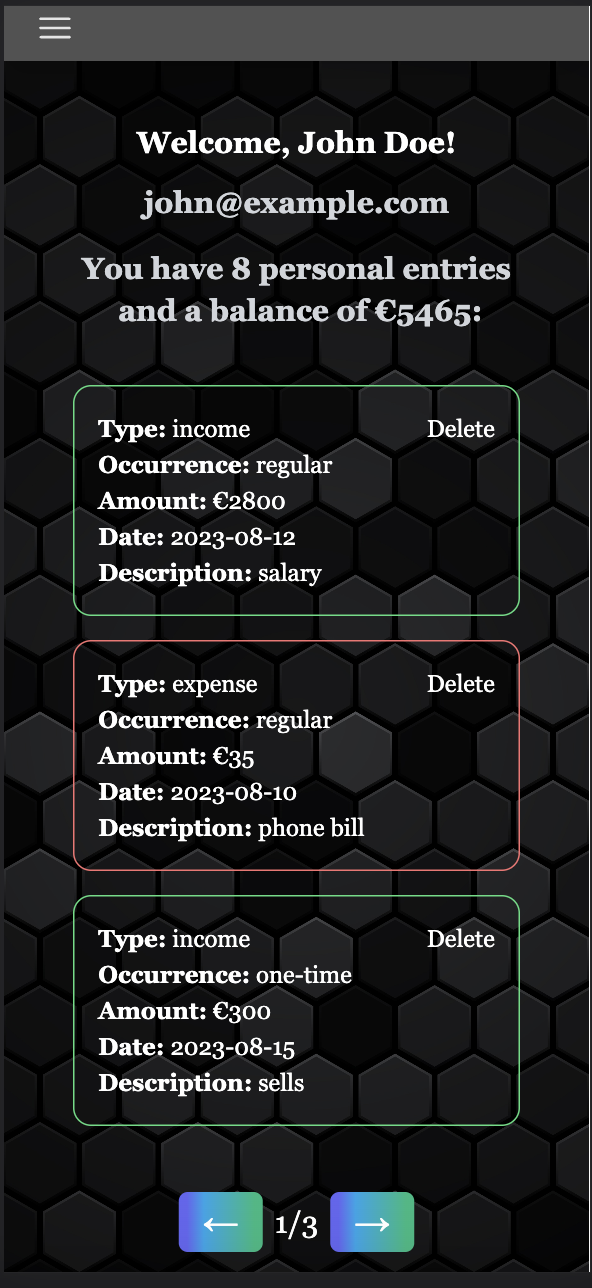 Welcome, John Doe!
john@example.com
You have 8 personal entries
and a balance of €5465:
Type: income
Delete
Occurrence: regular
Amount: €2800
Date: 2023-08-12
Description: salary
Type: expense
Delete
Occurrence: regular
Amount: €35
Date: 2023-08-10
Description: phone bill
Type: income
Delete
Occurrence: one-time
Amount: €300
Date: 2023-08-15
Description: sells
← 1/3 →